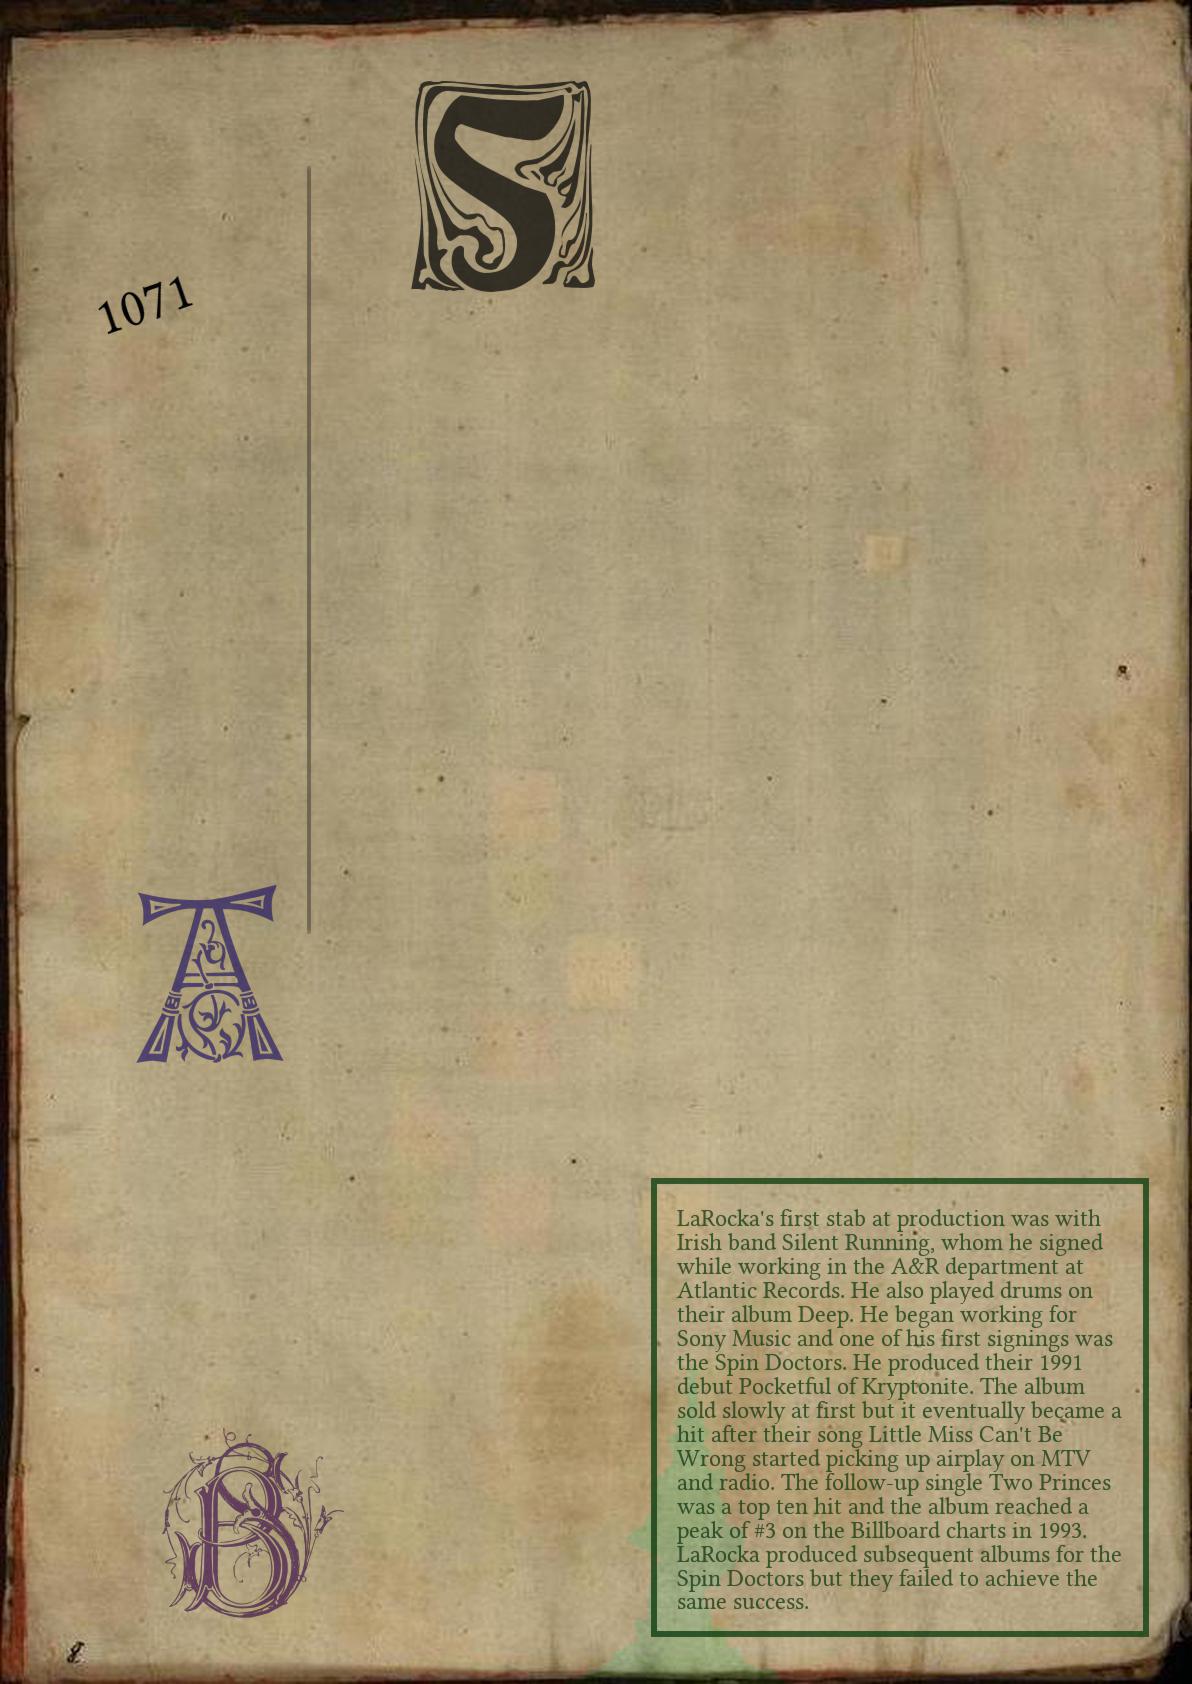 S
1071
A
LaRocka's first stab at production was with
Irish band Silent Running, whom he signed
while working in the A&R department at
Atlantic Records. He also played drums on
their album Deep. He began working for
Sony Music and one of his first signings was
the Spin Doctors. He produced their 1991
debut Pocketful of Kryptonite. The album
sold slowly at first but it eventually became a
hit after their song Little Miss Can't Be
Wrong started picking up airplay on MTV
and radio. The follow-up single Two Princes
was a top ten hit and the album reached a
peak of #3 on the Billboard charts in 1993.
LaRocka produced subsequent albums for the
Spin Doctors but they failed to achieve the
same success.
B